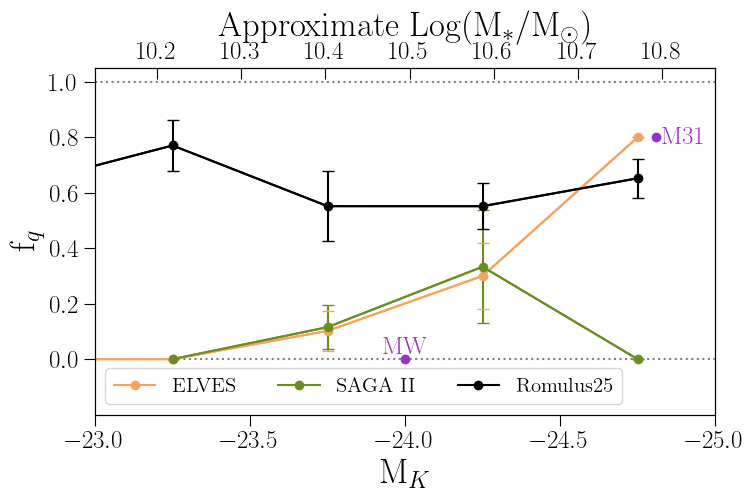 Approximate Log(M*/M☉)
10.2 10.3 10.4 10.5 10.6 10.7 10.8
1.0
0.8
M31
0.6
f_q
0.4
0.2
MW
0.0
ELVES SAGA II Romulus25
−23.0 −23.5 −24.0 −24.5 −25.0
M_K